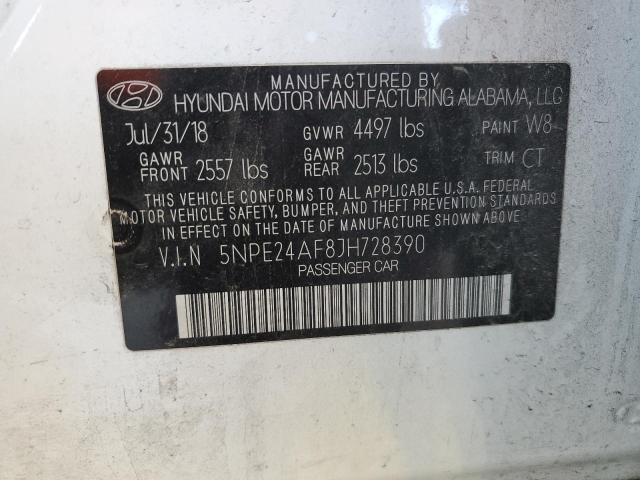 MANUFACTURED BY
HYUNDAI MOTOR MANUFACTURING ALABAMA, LLC
Jul/31/18 GVWR 4497 lbs PAINT W8
GAWR FRONT 2557 lbs GAWR REAR 2513 lbs TRIM CT
THIS VEHICLE CONFORMS TO ALL APPLICABLE U.S.A. FEDERAL
MOTOR VEHICLE SAFETY, BUMPER, AND THEFT PREVENTION STANDARDS
IN EFFECT ON THE DATE OF MANUFACTURE SHOWN ABOVE.
V.I.N 5NPE24AF8JH728390
PASSENGER CAR